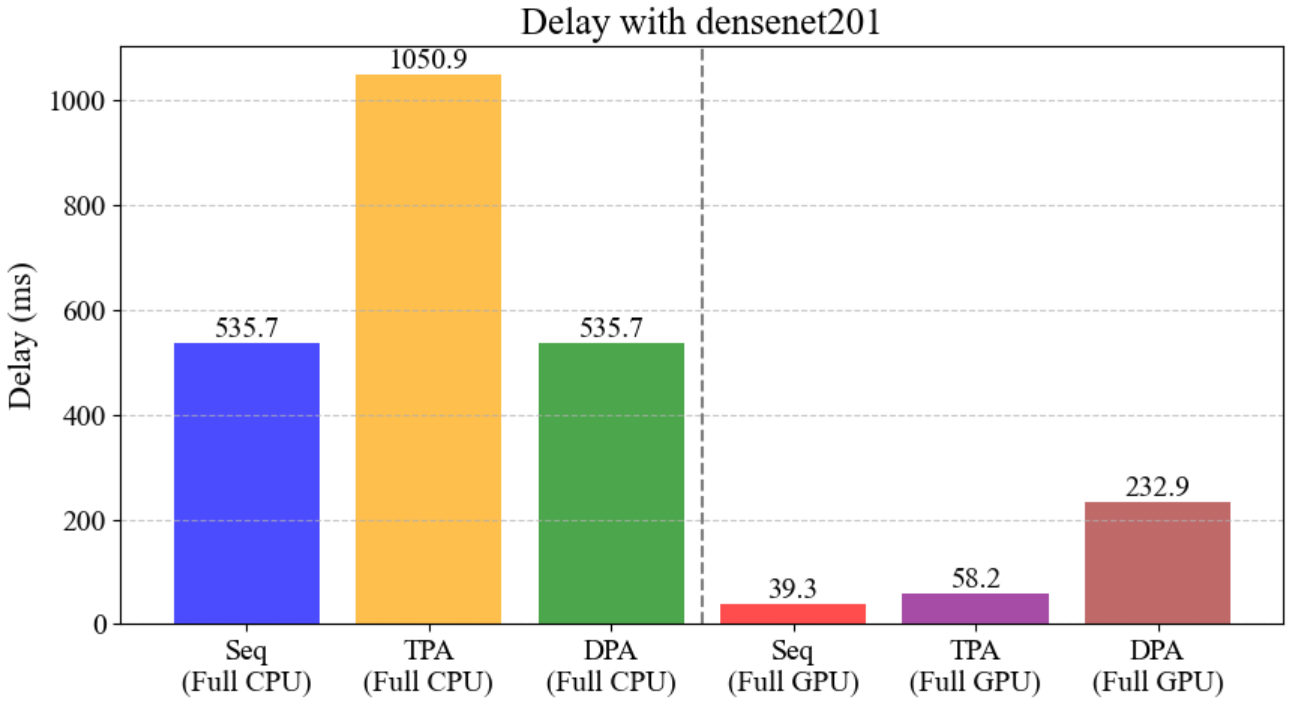 Delay with densenet201
Delay (ms)
1000
800
600
400
200
0
535.7
1050.9
535.7
39.3
58.2
232.9
Seq
(Full CPU)
TPA
(Full CPU)
DPA
(Full CPU)
Seq
(Full GPU)
TPA
(Full GPU)
DPA
(Full GPU)